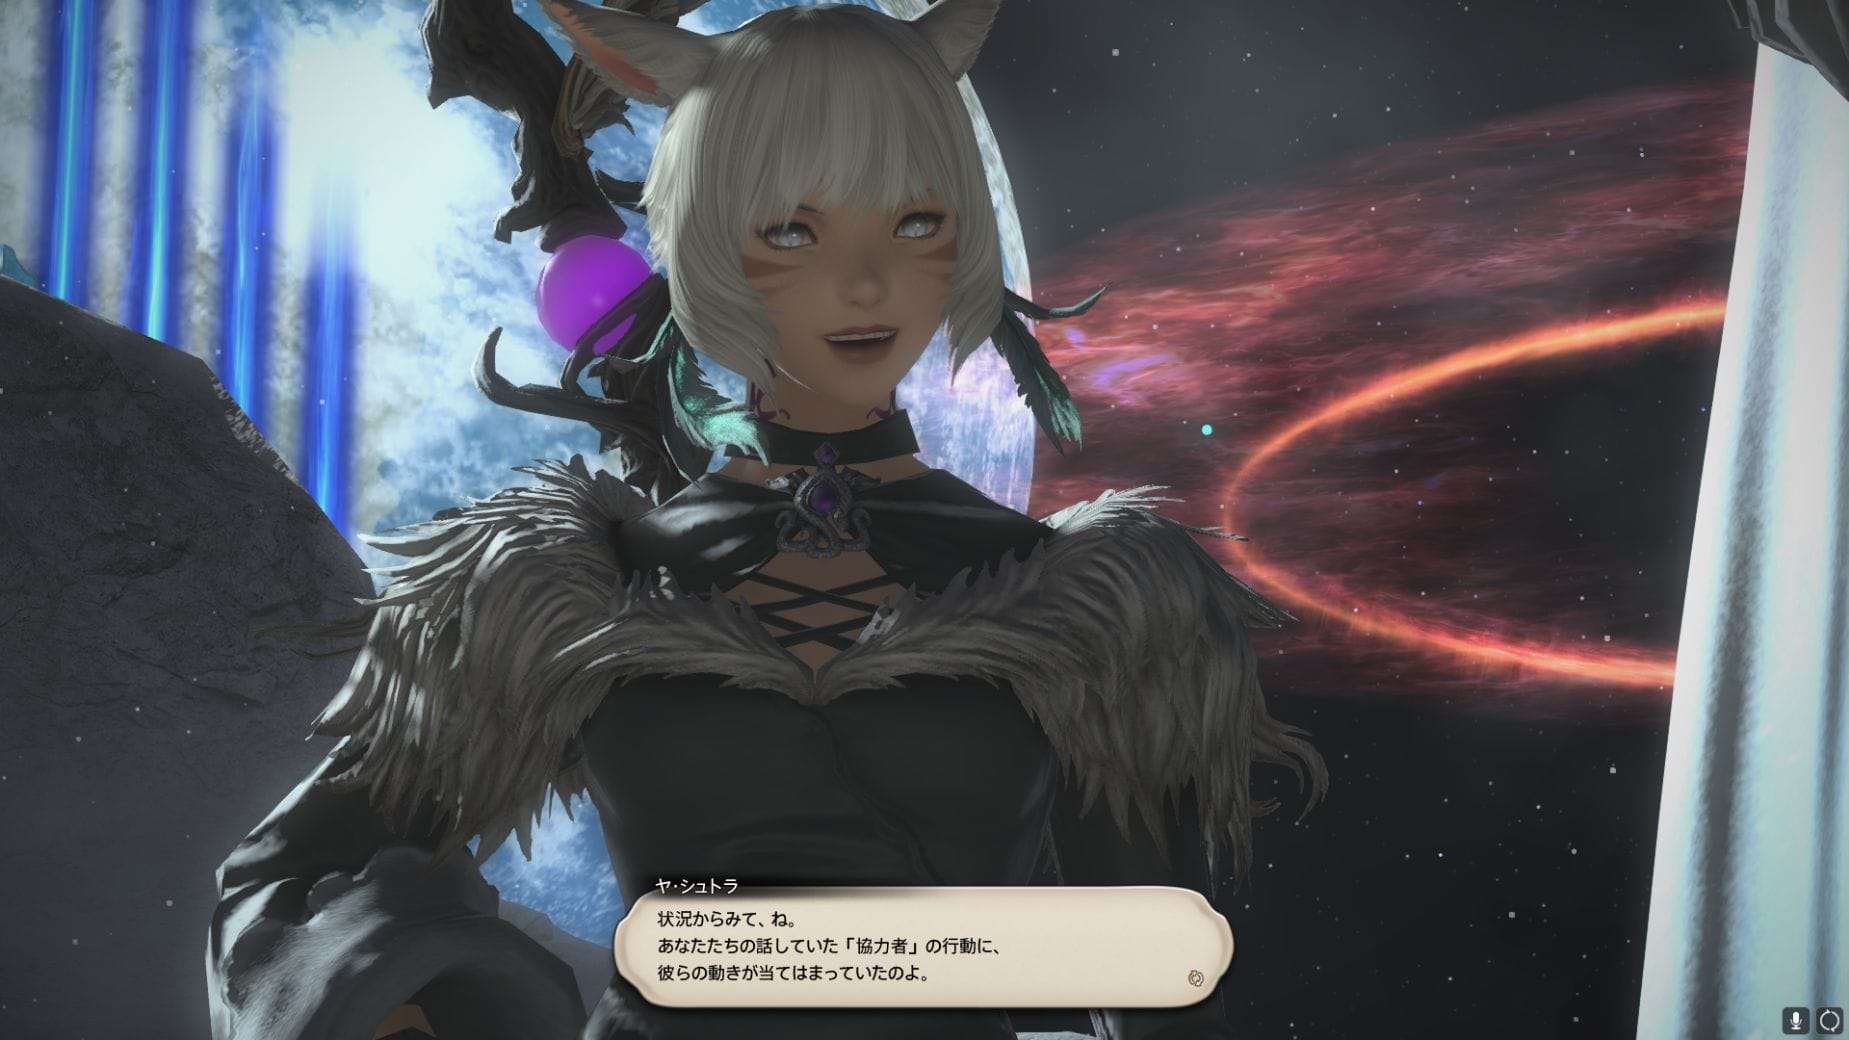 ヤ・シュトラ
状況からみて、ね。
あなたたちの話していた「協力者」の行動に、
彼らの動きが当てはまっていたのよ。